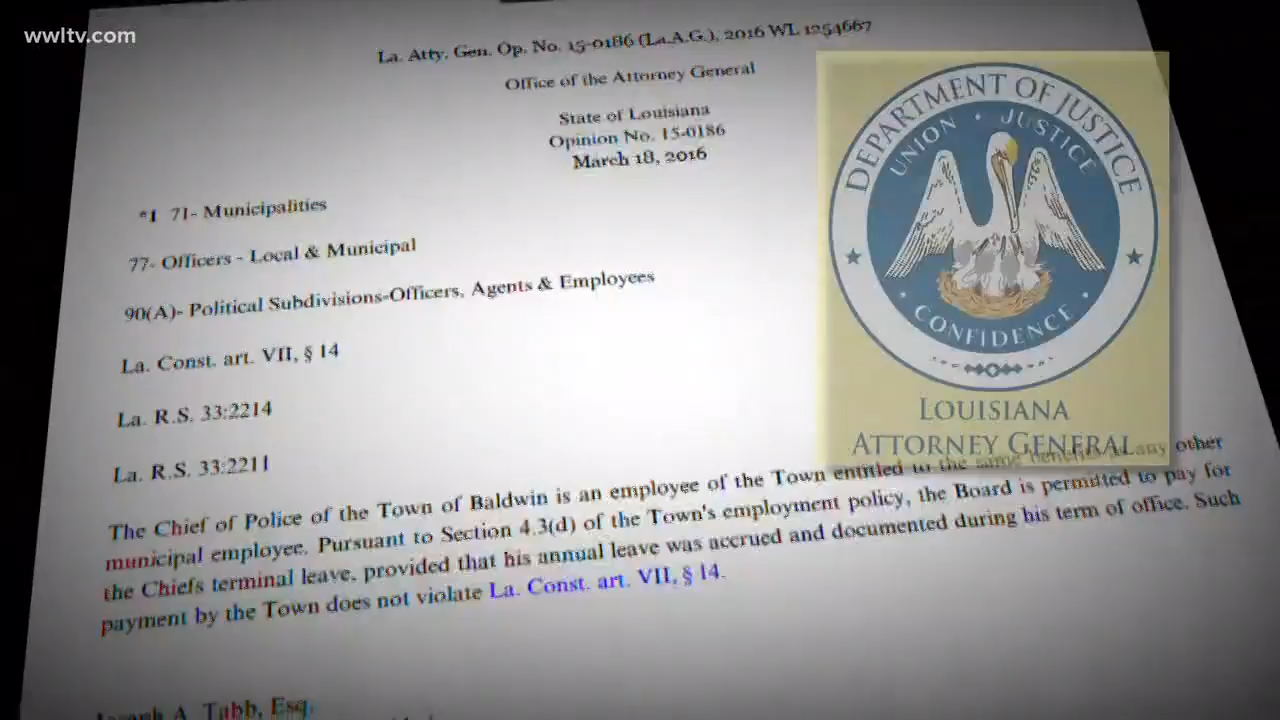 wwltv.com
La. Atty. Gen. Op. No. 15-0186 (La.A.G.), 2016 WL 1254667
Office of the Attorney General
State of Louisiana
Opinion No. 15-0186
March 18, 2016
*1 71- Municipalities
77- Officers - Local & Municipal
90(A)- Political Subdivisions-Officers, Agents & Employees
La. Const. art. VII, § 14
La. R.S. 33:2214
La. R.S. 33:2211
DEPARTMENT OF JUSTICE
UNION • JUSTICE
• CONFIDENCE •
LOUISIANA
ATTORNEY GENERAL
The Chief of Police of the Town of Baldwin is an employee of the Town entitled to the same benefits as any other
municipal employee. Pursuant to Section 4.3(d) of the Town's employment policy, the Board is permitted to pay for
the Chiefs terminal leave, provided that his annual leave was accrued and documented during his term of office. Such
payment by the Town does not violate La. Const. art. VII, § 14.
A. Tabb, Esq.